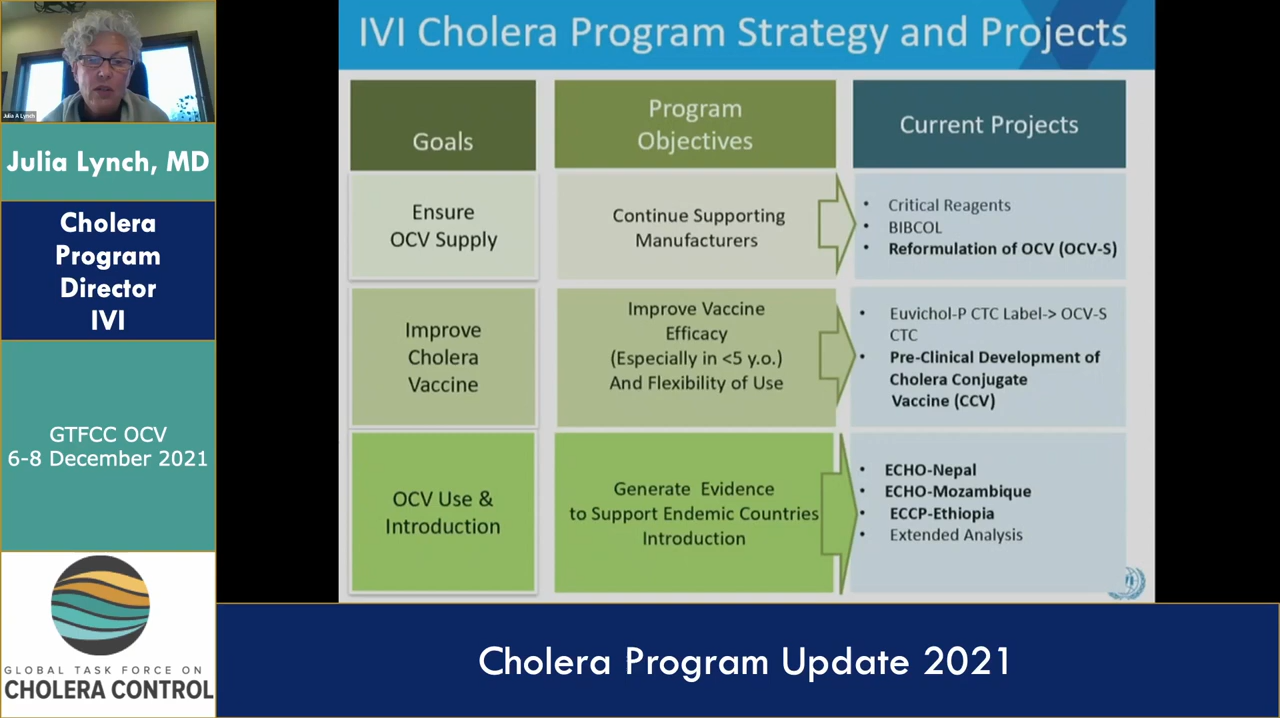 Julia A Lynch
Julia Lynch, MD
Cholera
Program
Director
IVI
GTFCC OCV
6-8 December 2021
GLOBAL TASK FORCE ON
CHOLERA CONTROL
IVI Cholera Program Strategy and Projects
Goals
Program
Objectives
Current Projects
Ensure
OCV Supply
Continue Supporting
Manufacturers
• Critical Reagents
• BIBCOL
• Reformulation of OCV (OCV-S)
Improve
Cholera
Vaccine
Improve Vaccine
Efficacy
(Especially in <5 y.o.)
And Flexibility of Use
• Euvichol-P CTC Label-> OCV-S
CTC
• Pre-Clinical Development of
Cholera Conjugate
Vaccine (CCV)
OCV Use &
Introduction
Generate Evidence
to Support Endemic Countries
Introduction
• ECHO-Nepal
• ECHO-Mozambique
• ECCP-Ethiopia
• Extended Analysis
Cholera Program Update 2021